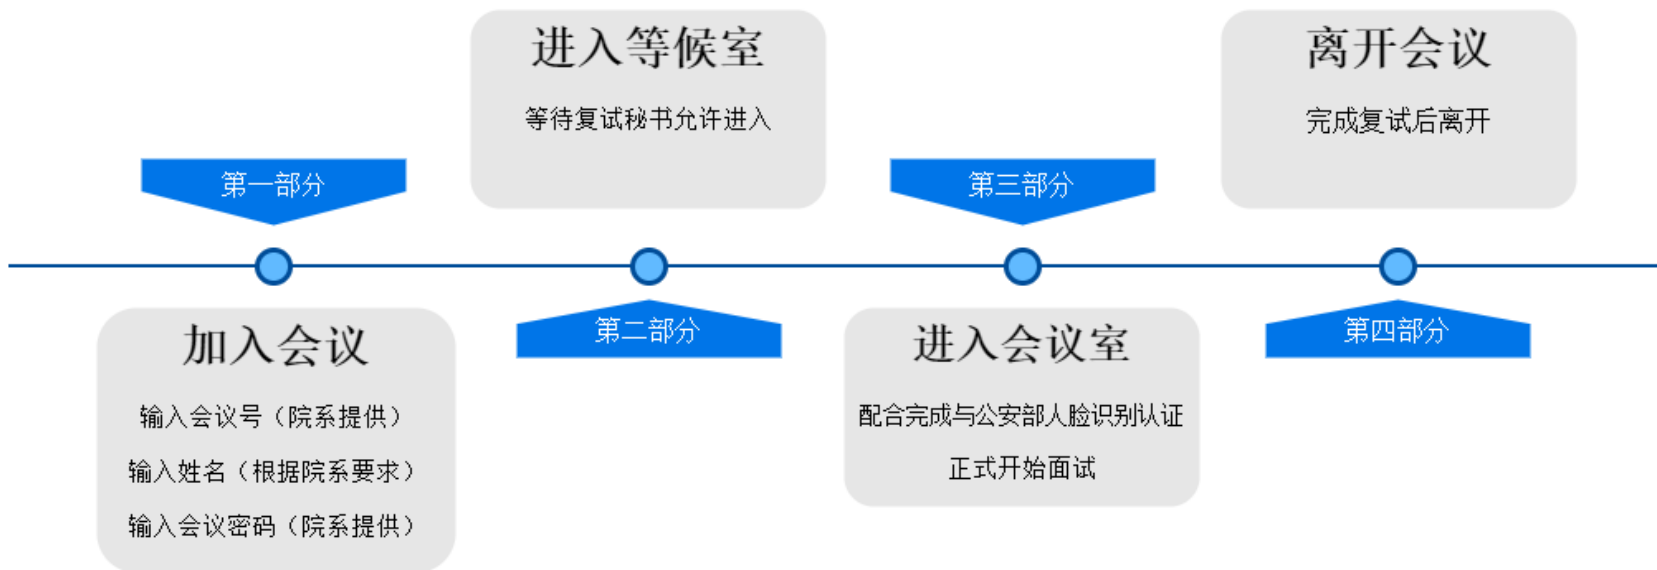 第一部分
加入会议
输入会议号（院系提供）
输入姓名（根据院系要求）
输入会议密码（院系提供）
进入等候室
等待复试秘书允许进入
第二部分
第三部分
进入会议室
配合完成与公安部人脸识别认证
正式开始面试
离开会议
完成复试后离开
第四部分